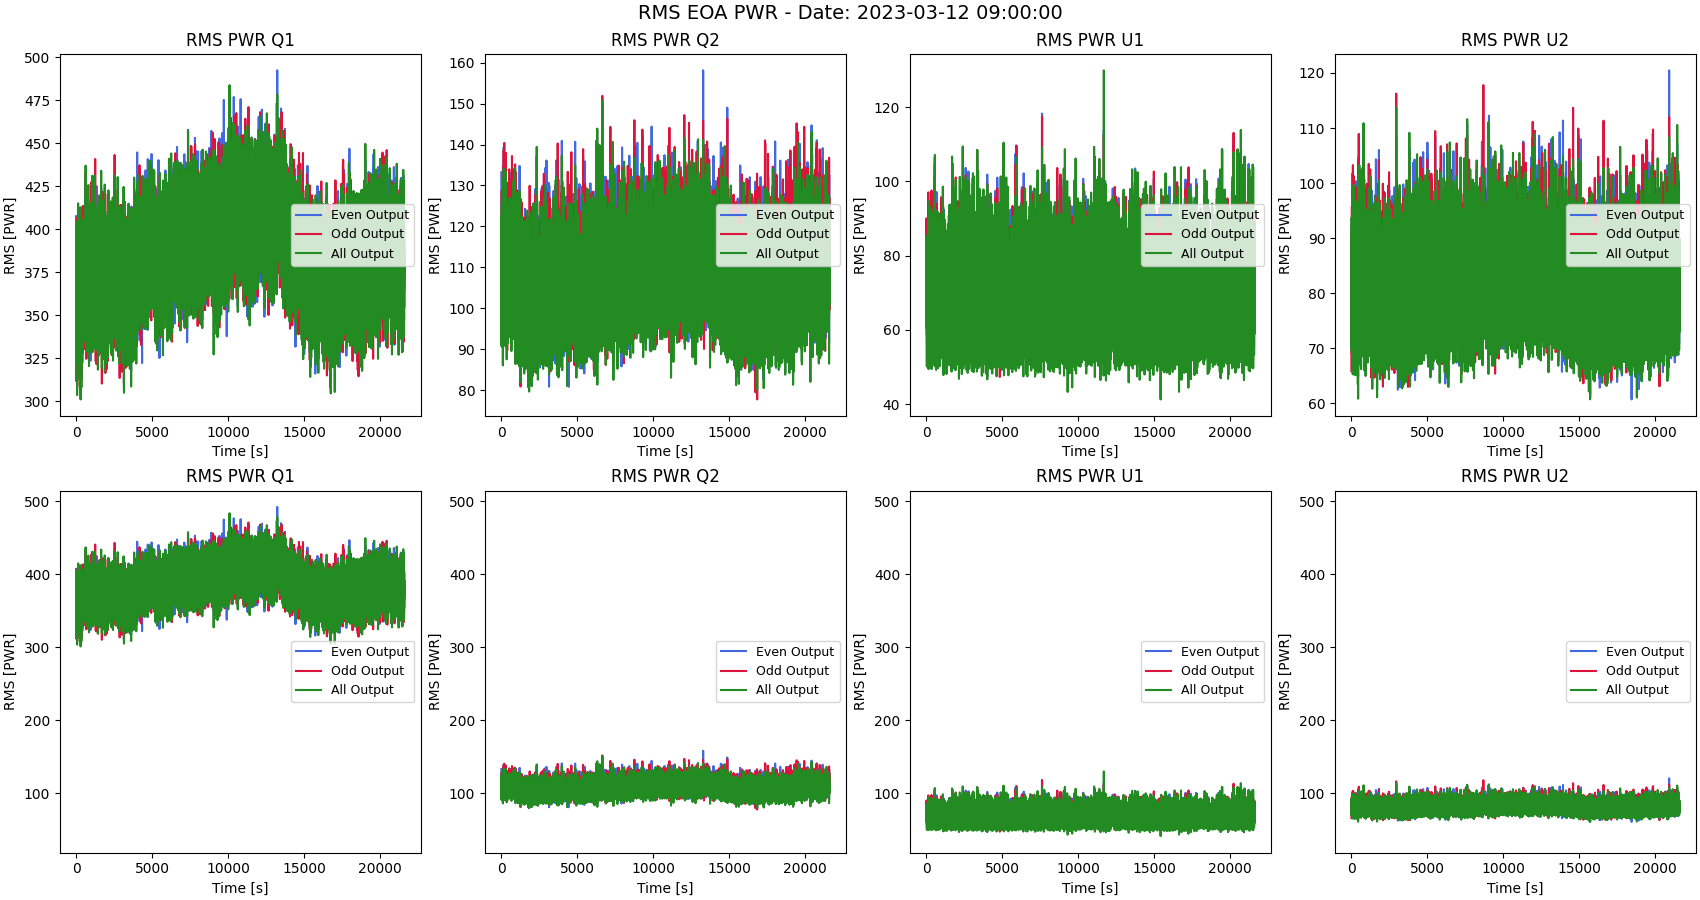 RMS EOA PWR - Date: 2023-03-12 09:00:00
RMS PWR Q1
RMS [PWR]
500
475
450
425
400
375
350
325
300
0 5000 10000 15000 20000
Time [s]
Even Output
Odd Output
All Output
RMS PWR Q2
RMS [PWR]
160
150
140
130
120
110
100
90
80
0 5000 10000 15000 20000
Time [s]
Even Output
Odd Output
All Output
RMS PWR U1
RMS [PWR]
120
100
80
60
40
0 5000 10000 15000 20000
Time [s]
Even Output
Odd Output
All Output
RMS PWR U2
RMS [PWR]
120
110
100
90
80
70
60
0 5000 10000 15000 20000
Time [s]
Even Output
Odd Output
All Output
RMS PWR Q1
RMS [PWR]
500
400
300
200
100
0 5000 10000 15000 20000
Time [s]
Even Output
Odd Output
All Output
RMS PWR Q2
RMS [PWR]
500
400
300
200
100
0 5000 10000 15000 20000
Time [s]
Even Output
Odd Output
All Output
RMS PWR U1
RMS [PWR]
500
400
300
200
100
0 5000 10000 15000 20000
Time [s]
Even Output
Odd Output
All Output
RMS PWR U2
RMS [PWR]
500
400
300
200
100
0 5000 10000 15000 20000
Time [s]
Even Output
Odd Output
All Output